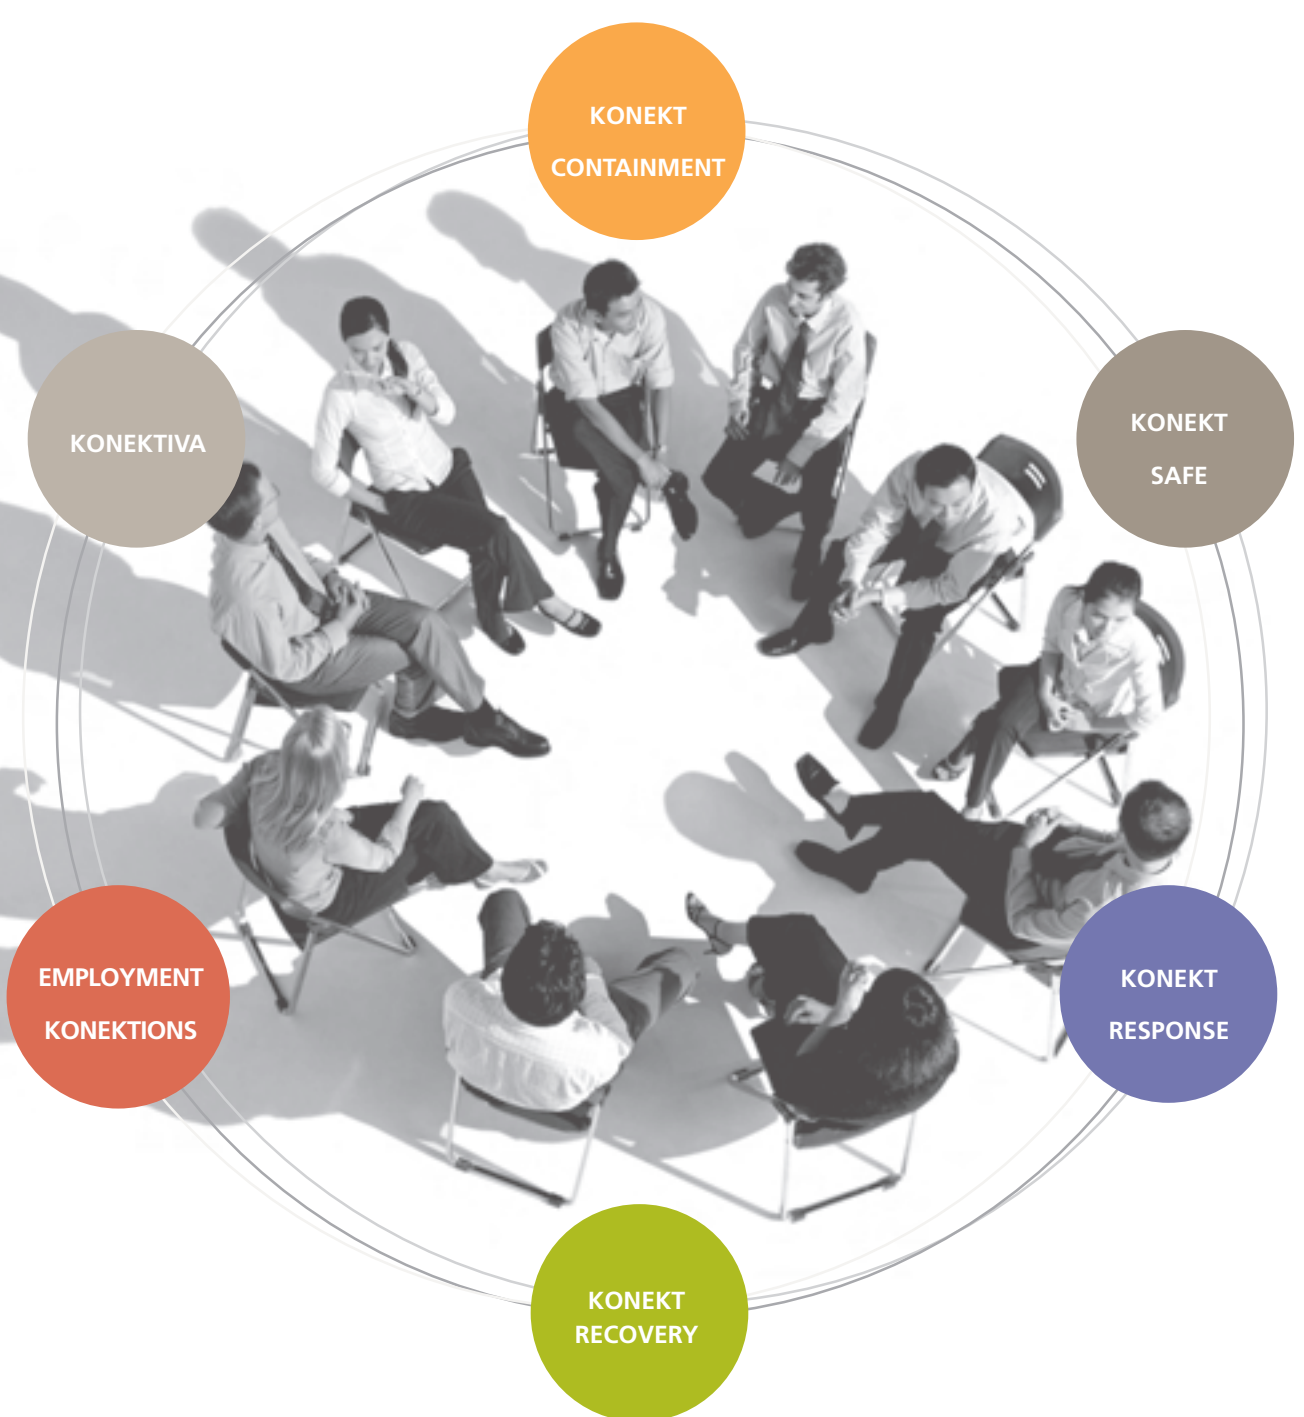 KONEKT
CONTAINMENT
KONEKTIVA
KONEKT
SAFE
EMPLOYMENT
KONEKTIONS
KONEKT
RESPONSE
KONEKT
RECOVERY